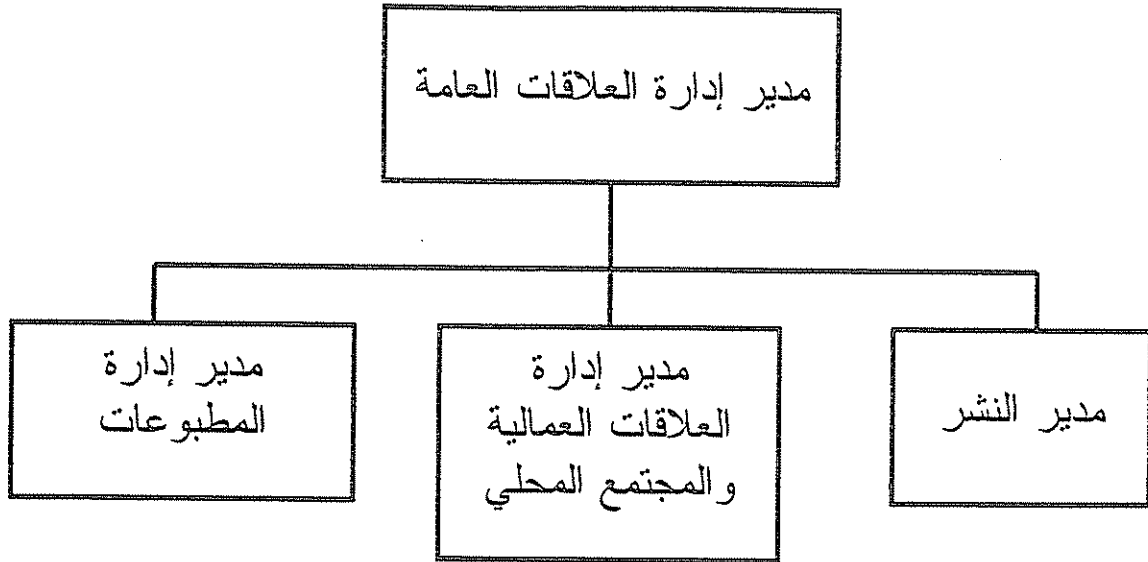 مدير إدارة العلاقات العامة
مدير النشر
مدير إدارة
العلاقات العمالية
والمجتمع المحلي
مدير إدارة
المطبوعات